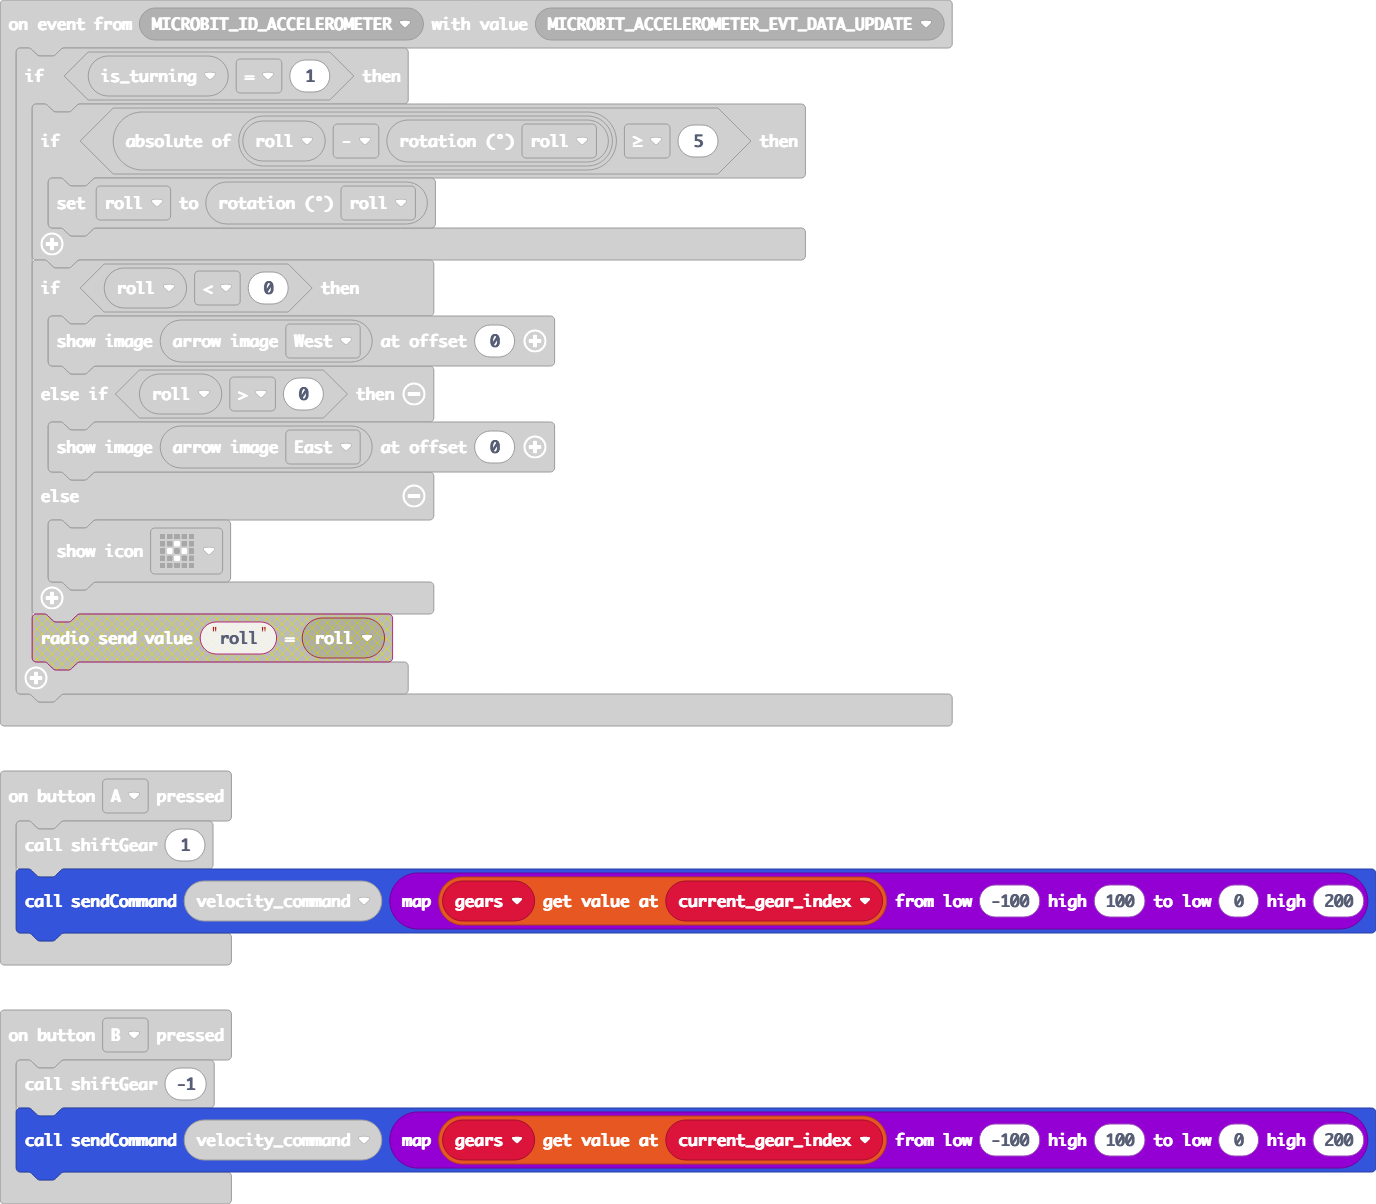 on event from MICROBIT_ID_ACCELEROMETER with value MICROBIT_ACCELEROMETER_EVT_DATA_UPDATE
if is_turning = 1 then
if absolute of roll - rotation (°) roll ≥ 5 then
set roll to rotation (°) roll
if roll < 0 then
show image arrow image West at offset 0
else if roll > 0 then
show image arrow image East at offset 0
else
show icon
radio send value "roll" = roll
on button A pressed
call shiftGear 1
call sendCommand velocity_command map gears get value at current_gear_index from low -100 high 100 to low 0 high 200
on button B pressed
call shiftGear -1
call sendCommand velocity_command map gears get value at current_gear_index from low -100 high 100 to low 0 high 200